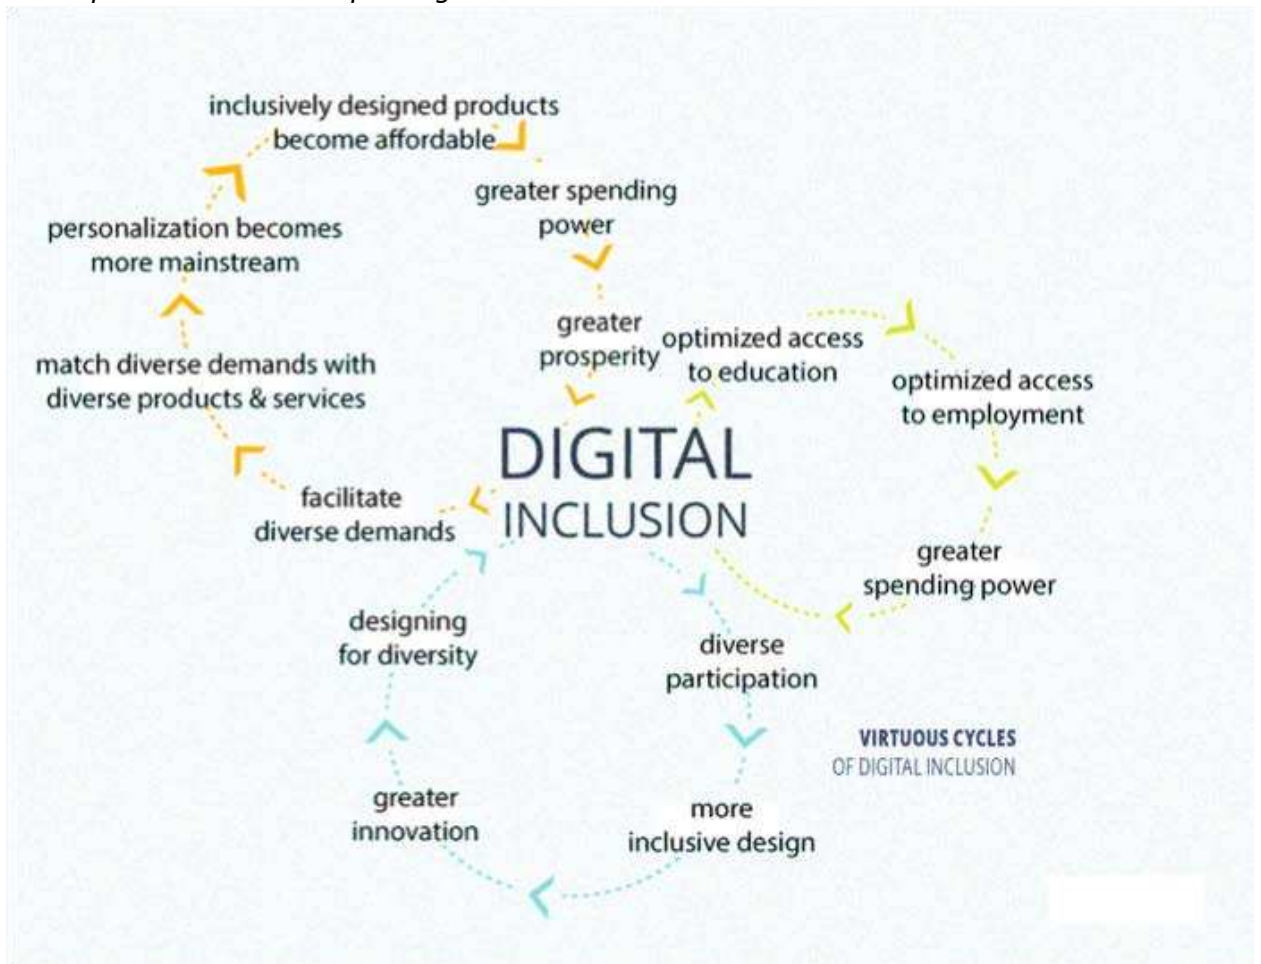 inclusively designed products
become affordable
greater spending
power
personalization becomes
more mainstream
greater
prosperity
optimized access
to education
match diverse demands with
diverse products & services
optimized access
to employment
DIGITAL
INCLUSION
facilitate
diverse demands
greater
spending power
designing
for diversity
diverse
participation
VIRTUOUS CYCLES
OF DIGITAL INCLUSION
greater
innovation
more
inclusive design